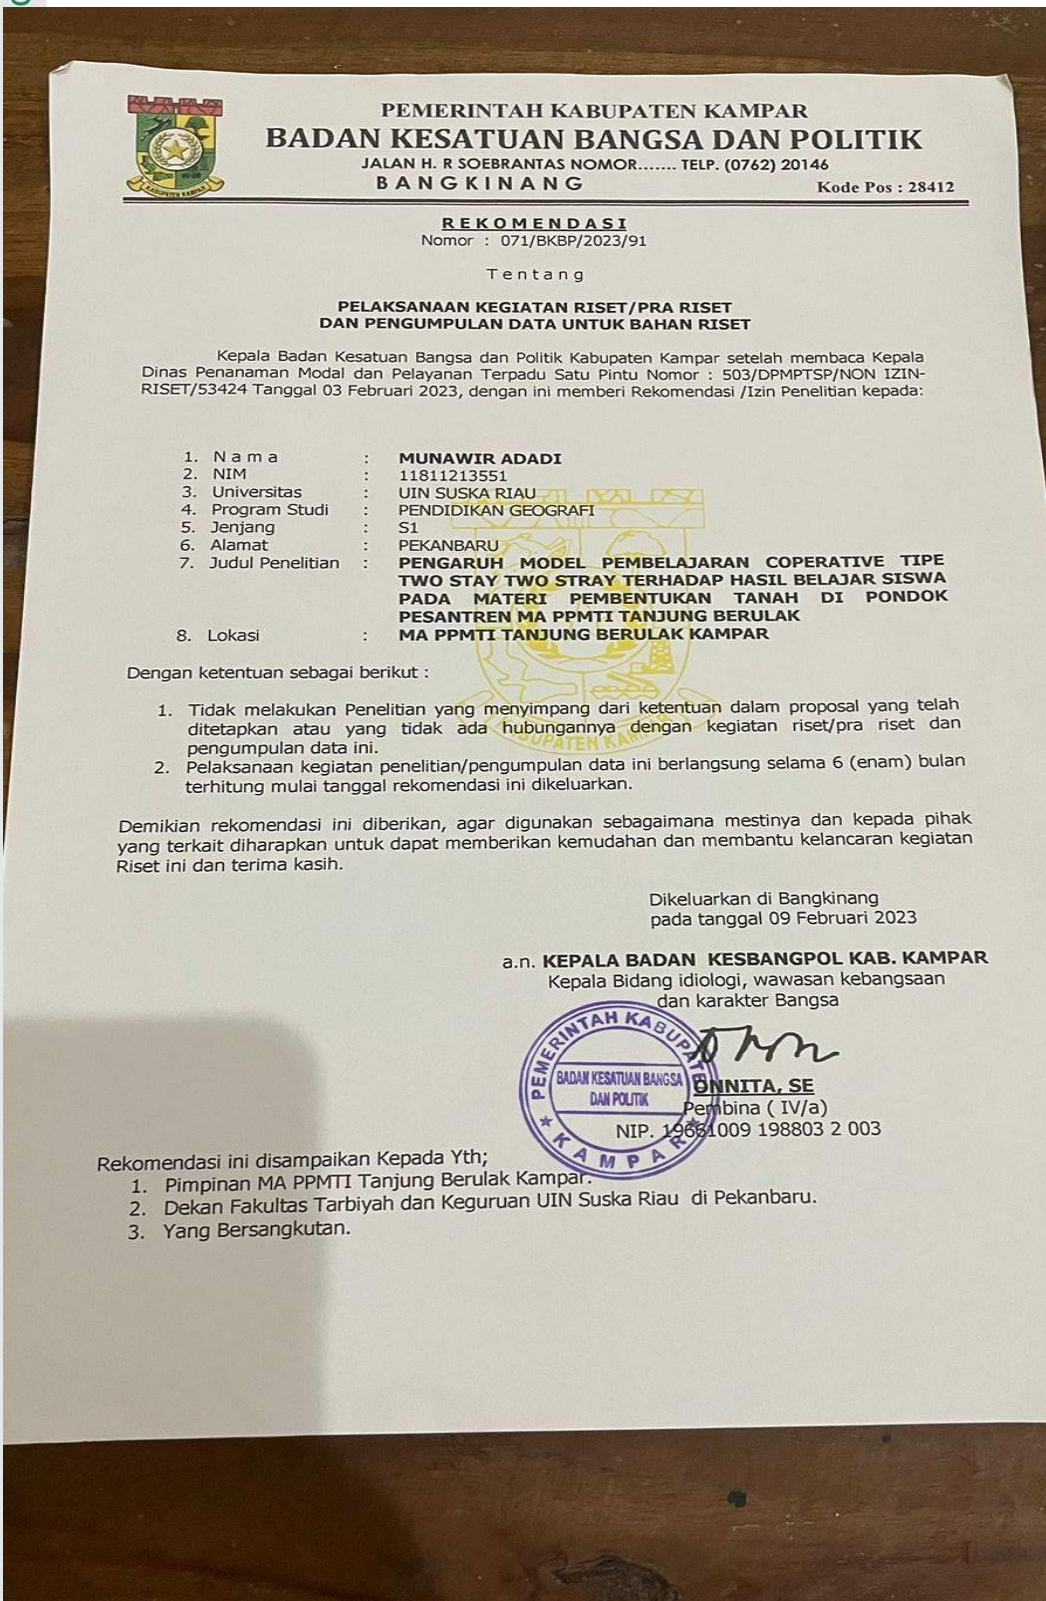 PEMERINTAH KABUPATEN KAMPAR
BADAN KESATUAN BANGSA DAN POLITIK
JALAN H. R SOEBRANTAS NOMOR....... TELP. (0762) 20146
BANGKINANG
Kode Pos : 28412
KABUPATEN KAMPAR
REKOMENDASI
Nomor : 071/BKBP/2023/91
Tentang
PELAKSANAAN KEGIATAN RISET/PRA RISET
DAN PENGUMPULAN DATA UNTUK BAHAN RISET
Kepala Badan Kesatuan Bangsa dan Politik Kabupaten Kampar setelah membaca Kepala
Dinas Penanaman Modal dan Pelayanan Terpadu Satu Pintu Nomor : 503/DPMPTSP/NON IZIN-
RISET/53424 Tanggal 03 Februari 2023, dengan ini memberi Rekomendasi /Izin Penelitian kepada:
1. N a m a : MUNAWIR ADADI
2. NIM : 11811213551
3. Universitas : UIN SUSKA RIAU
4. Program Studi : PENDIDIKAN GEOGRAFI
5. Jenjang : S1
6. Alamat : PEKANBARU
7. Judul Penelitian : PENGARUH MODEL PEMBELAJARAN COPERATIVE TIPE
TWO STAY TWO STRAY TERHADAP HASIL BELAJAR SISWA
PADA MATERI PEMBENTUKAN TANAH DI PONDOK
PESANTREN MA PPMTI TANJUNG BERULAK
8. Lokasi : MA PPMTI TANJUNG BERULAK KAMPAR
Dengan ketentuan sebagai berikut :
1. Tidak melakukan Penelitian yang menyimpang dari ketentuan dalam proposal yang telah
ditetapkan atau yang tidak ada hubungannya dengan kegiatan riset/pra riset dan
pengumpulan data ini.
KABUPATEN KAMPAR
2. Pelaksanaan kegiatan penelitian/pengumpulan data ini berlangsung selama 6 (enam) bulan
terhitung mulai tanggal rekomendasi ini dikeluarkan.
Demikian rekomendasi ini diberikan, agar digunakan sebagaimana mestinya dan kepada pihak
yang terkait diharapkan untuk dapat memberikan kemudahan dan membantu kelancaran kegiatan
Riset ini dan terima kasih.
Dikeluarkan di Bangkinang
pada tanggal 09 Februari 2023
a.n. KEPALA BADAN KESBANGPOL KAB. KAMPAR
Kepala Bidang idiologi, wawasan kebangsaan
dan karakter Bangsa
PEMERINTAH KABUPATEN
BADAN KESATUAN BANGSA
DAN POLITIK
KAMPAR
ONNITA, SE
Pembina ( IV/a)
NIP. 19661009 198803 2 003
Rekomendasi ini disampaikan Kepada Yth;
1. Pimpinan MA PPMTI Tanjung Berulak Kampar.
2. Dekan Fakultas Tarbiyah dan Keguruan UIN Suska Riau di Pekanbaru.
3. Yang Bersangkutan.